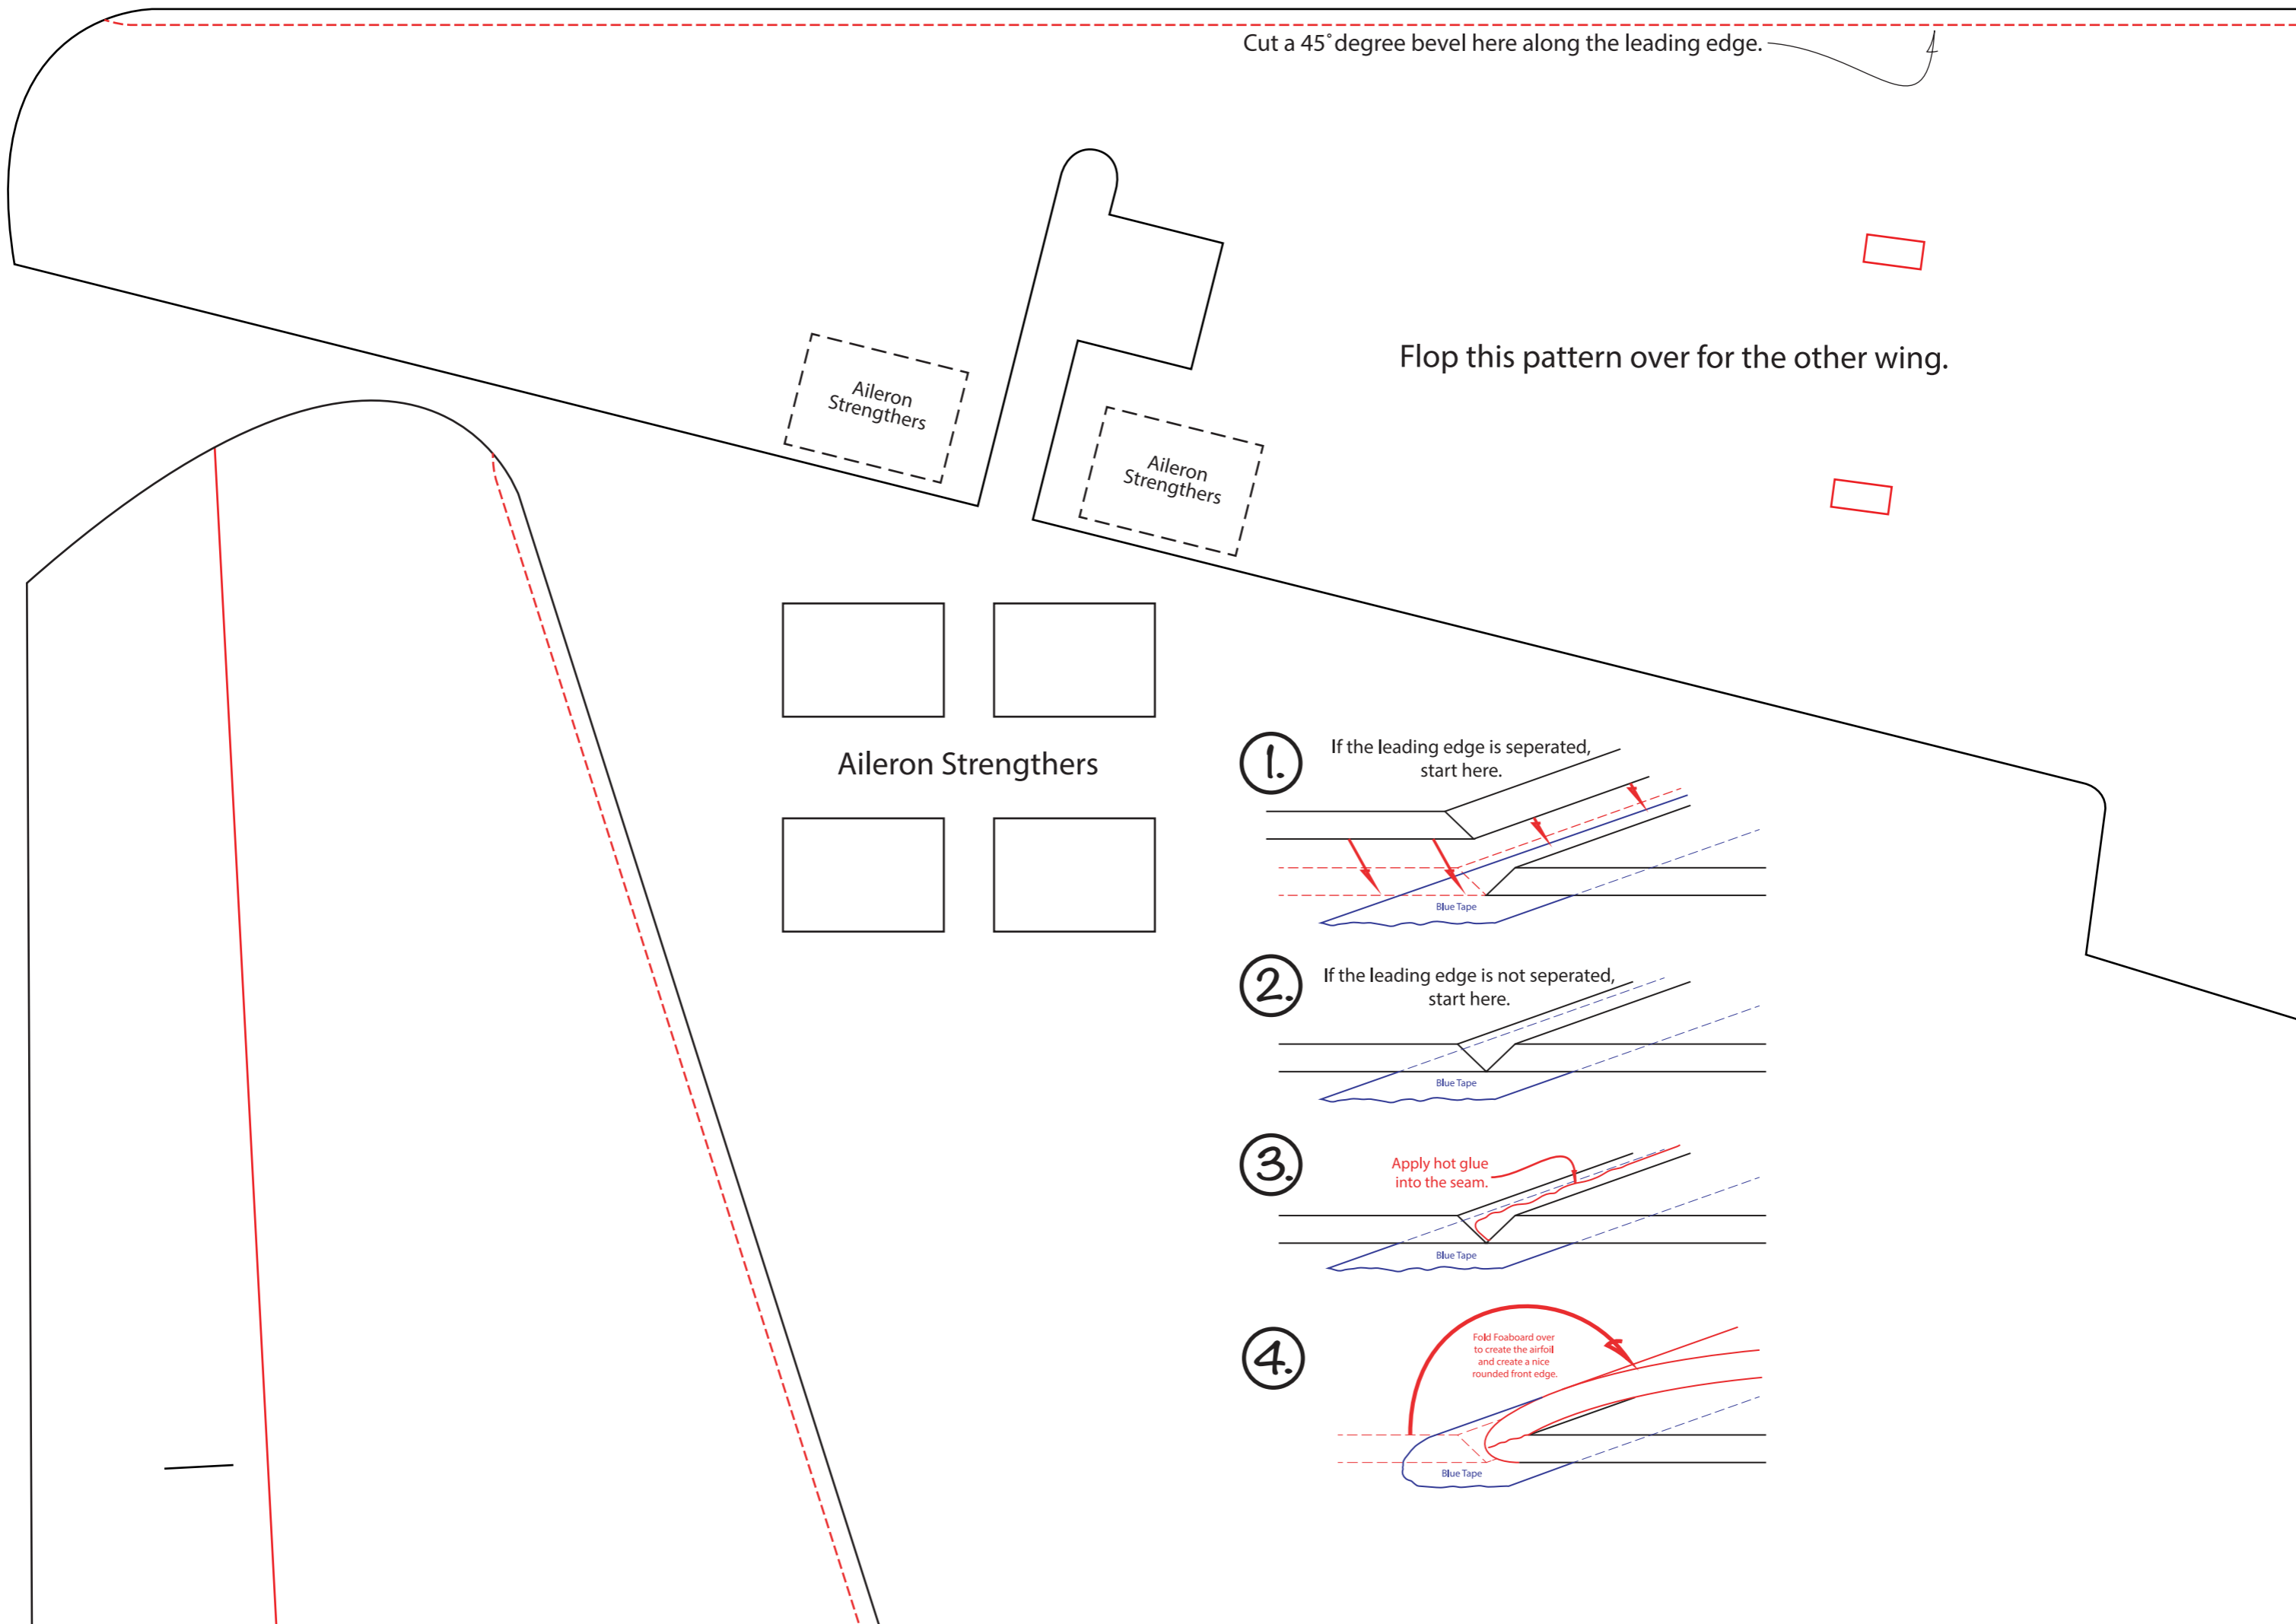 Cut a 45° degree bevel here along the leading edge.
Flop this pattern over for the other wing.
Aileron
Strengthers
Aileron
Strengthers
Aileron Strengthers
1.
If the leading edge is seperated,
start here.
Blue Tape
2.
If the leading edge is not seperated,
start here.
Blue Tape
3.
Apply hot glue
into the seam.
Blue Tape
4.
Fold Foaboard over
to create the airfoil
and create a nice
rounded front edge.
Blue Tape